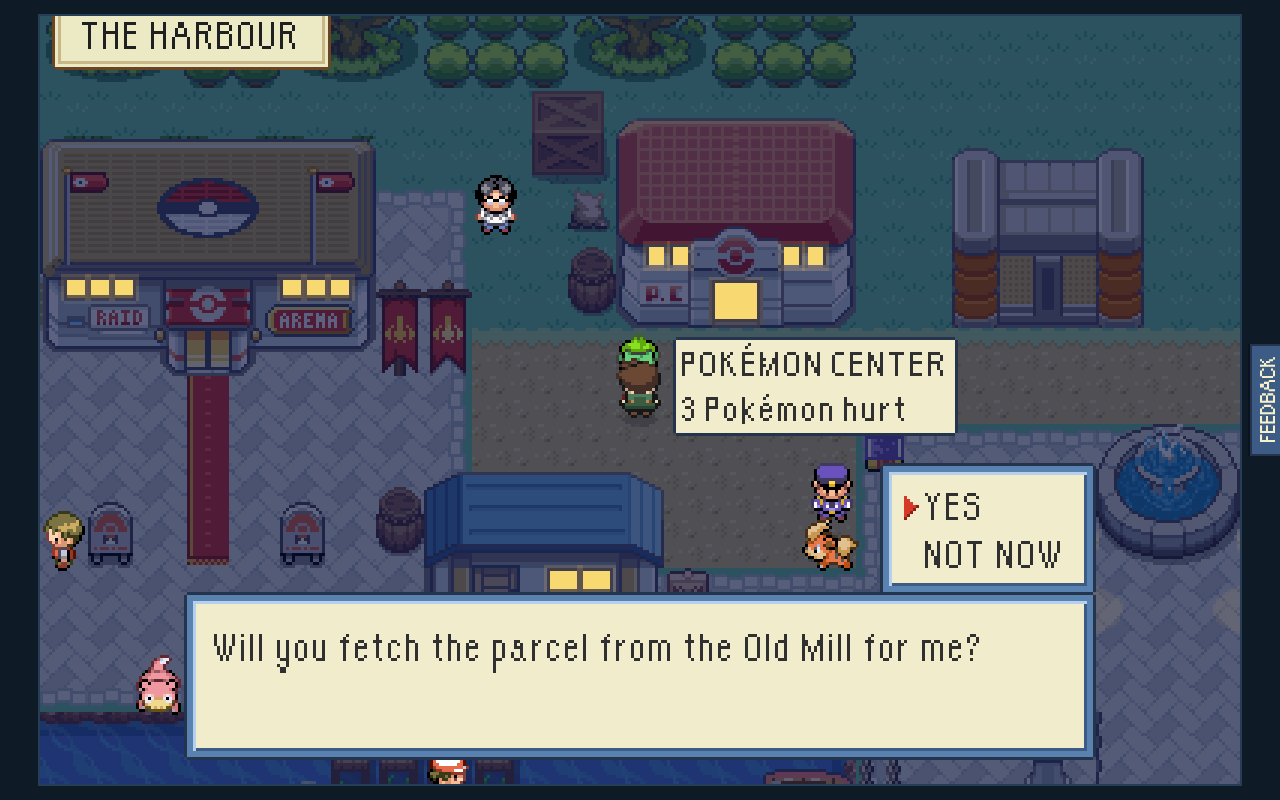 THE HARBOUR
RAID
ARENA
P.C
POKÉMON CENTER
3 Pokémon hurt
FEEDBACK
YES
NOT NOW
Will you fetch the parcel from the Old Mill for me?